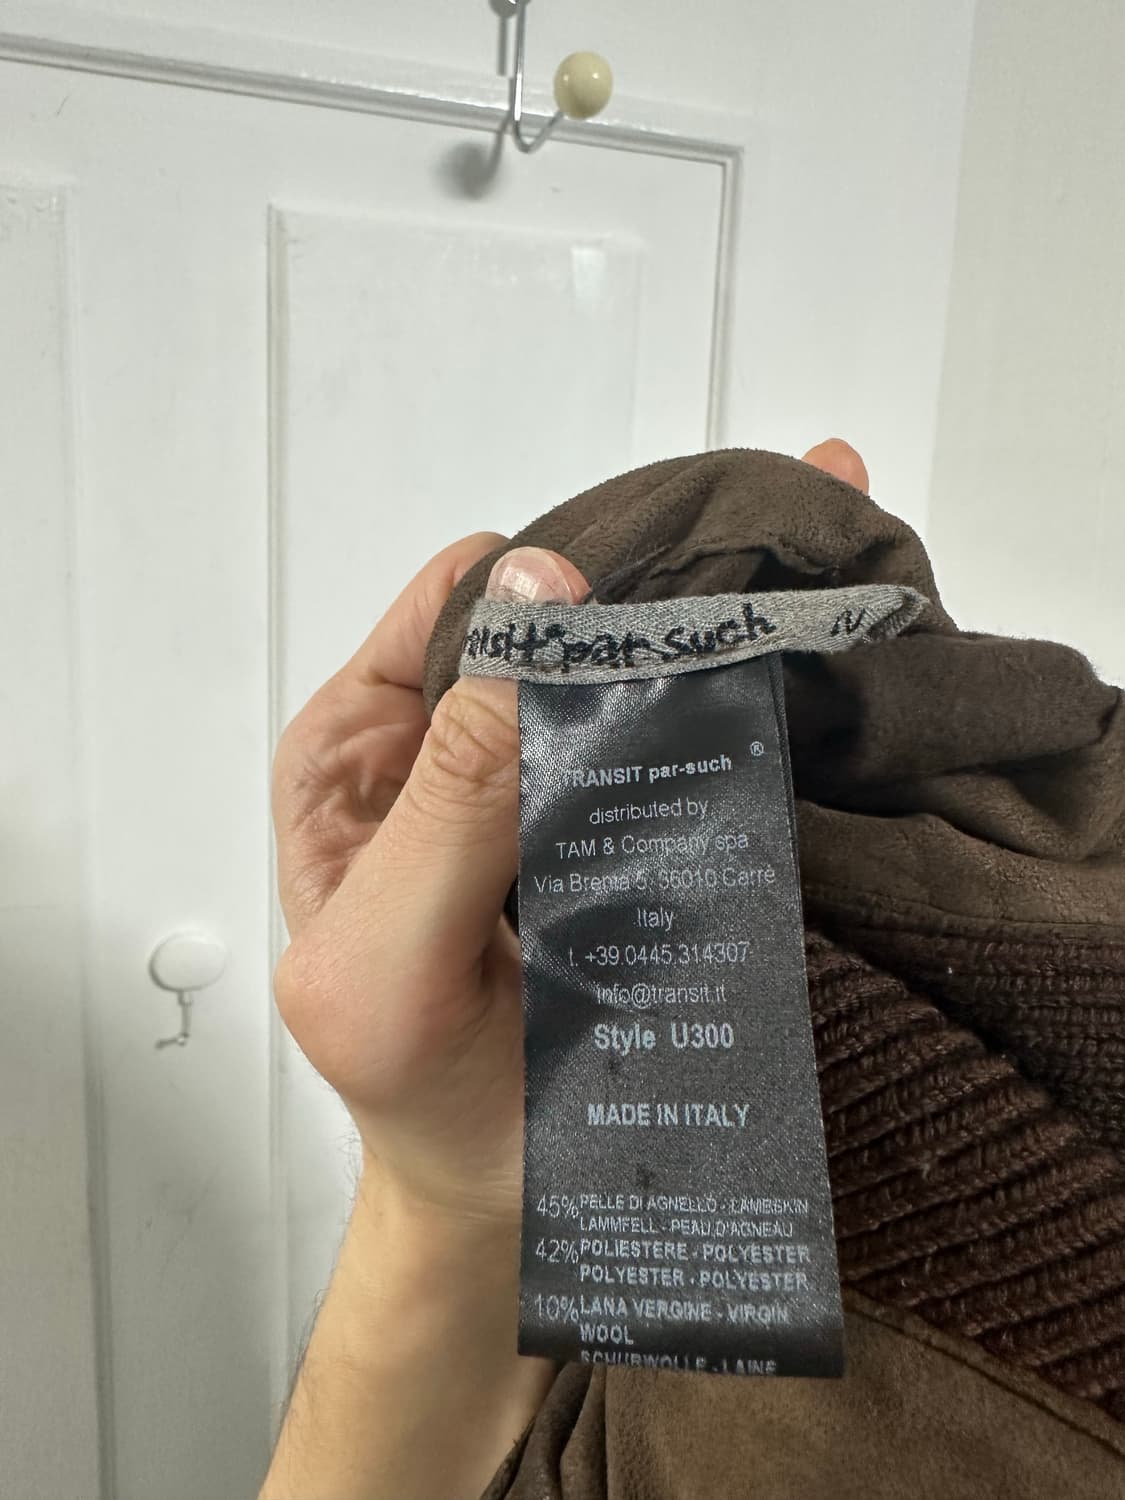 nsit par such N
TRANSIT par-such ®
distributed by
TAM & Company spa
Via Brenta 5 36010 Carrè
Italy
t. +39.0445.314307
info@transit.it
Style U300
MADE IN ITALY
45% PELLE DI AGNELLO - LAMBSKIN
LAMMFELL - PEAU D'AGNEAU
42% POLIESTERE - POLYESTER
POLYESTER - POLYESTER
10% LANA VERGINE - VIRGIN
WOOL
SCHURWOLLE - LAINE